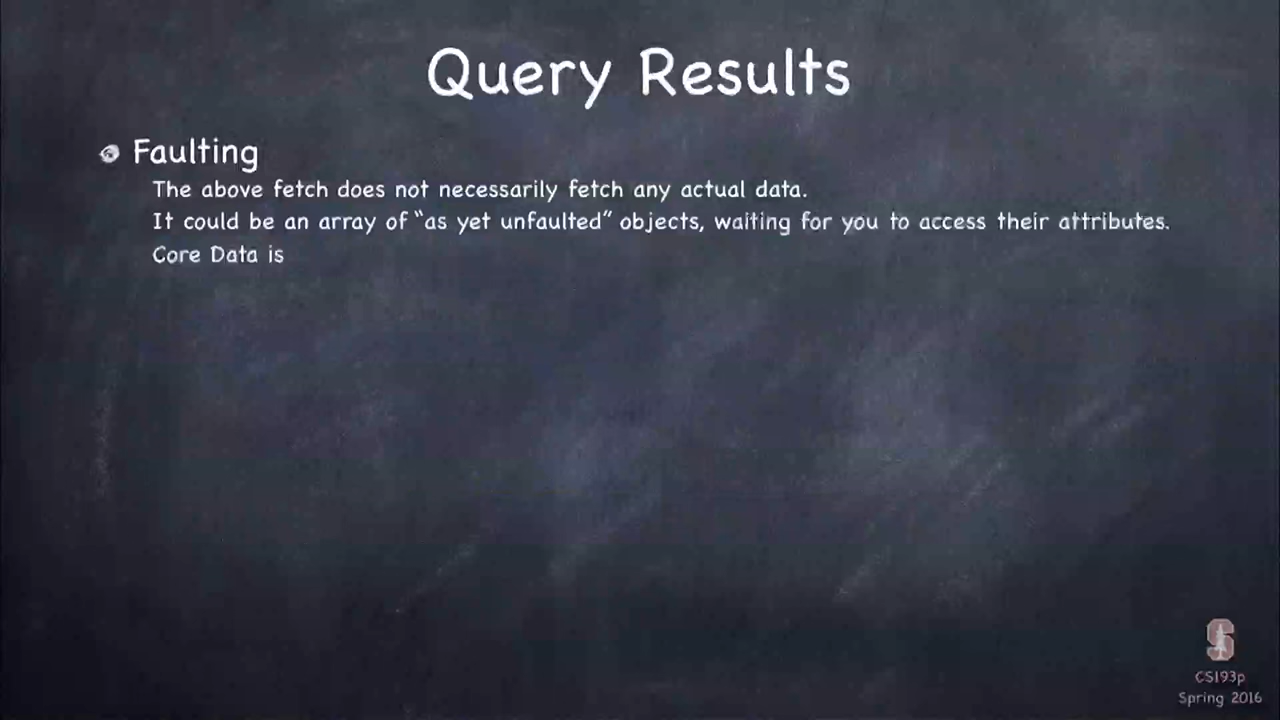 Query Results
Faulting
The above fetch does not necessarily fetch any actual data.
It could be an array of “as yet unfaulted” objects, waiting for you to access their attributes.
Core Data is
S
CS193p
Spring 2016